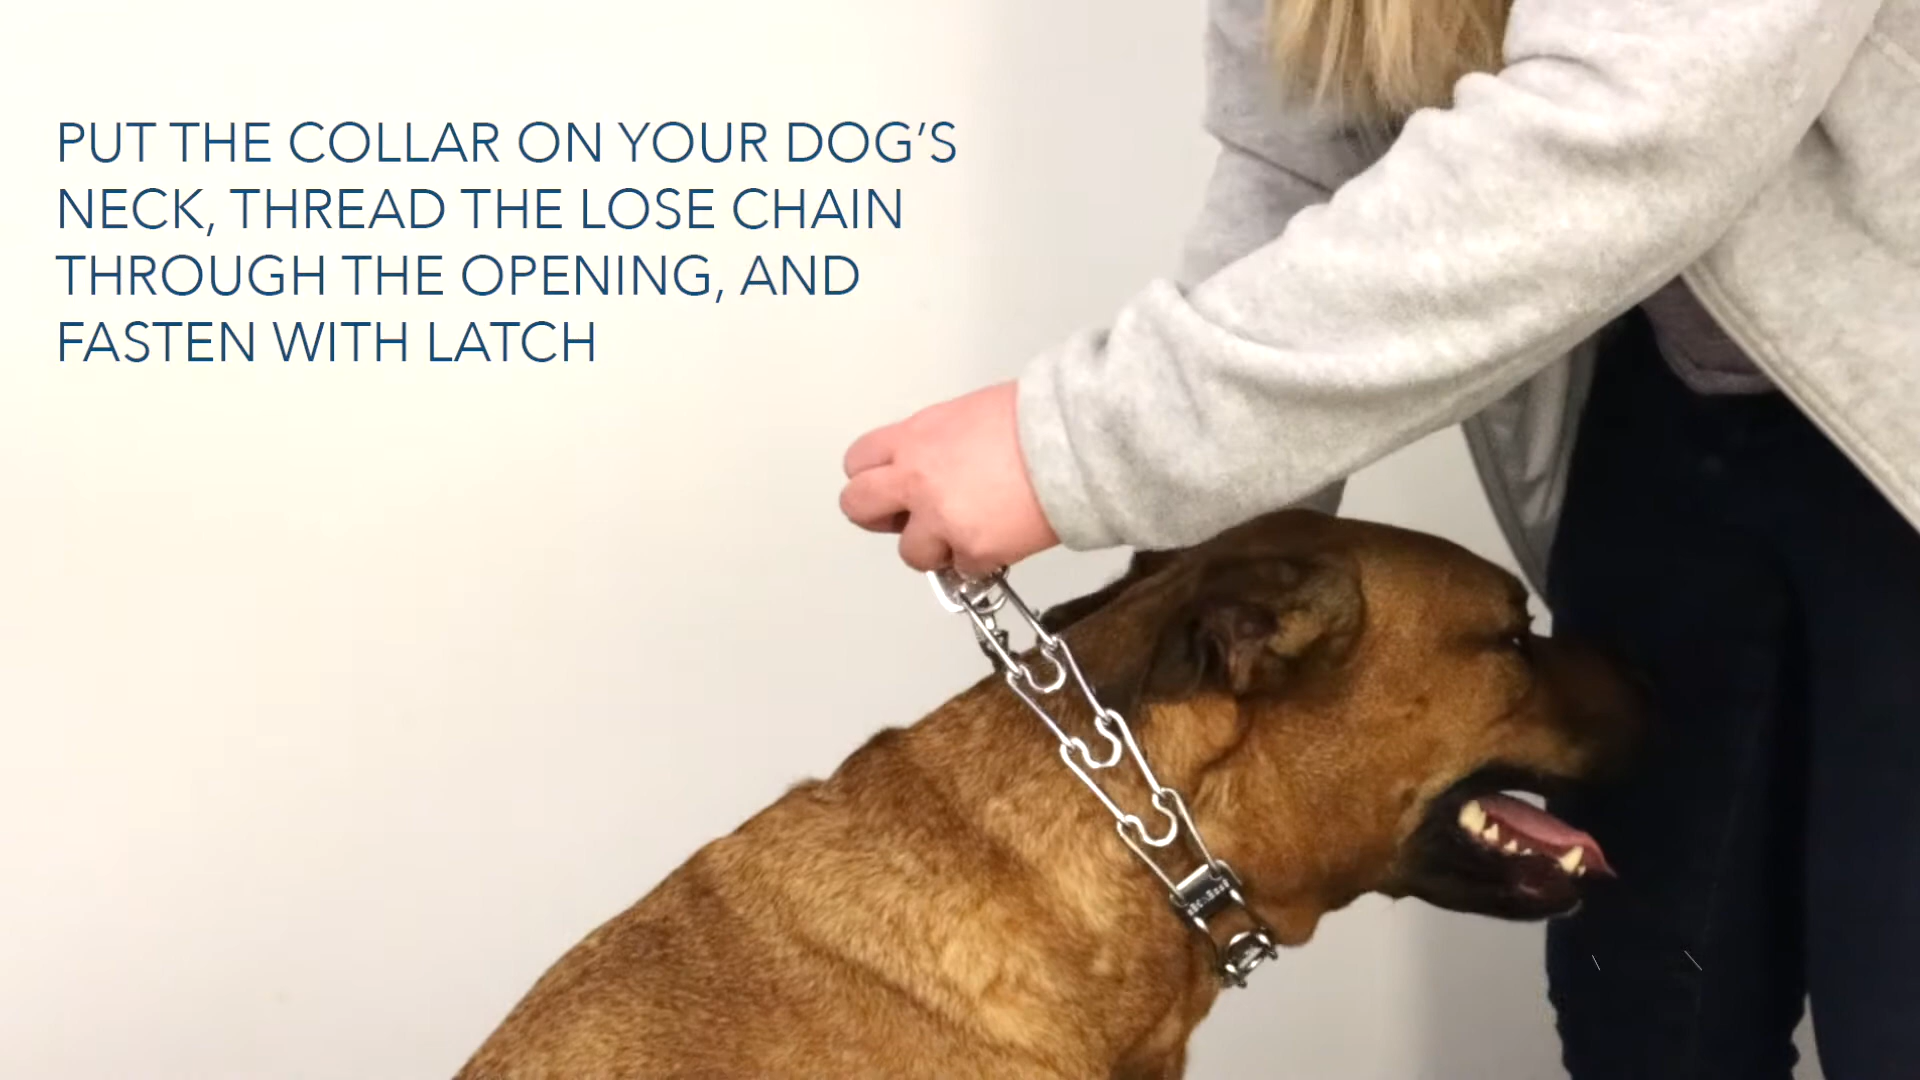 PUT THE COLLAR ON YOUR DOG'S
NECK, THREAD THE LOSE CHAIN
THROUGH THE OPENING, AND
FASTEN WITH LATCH